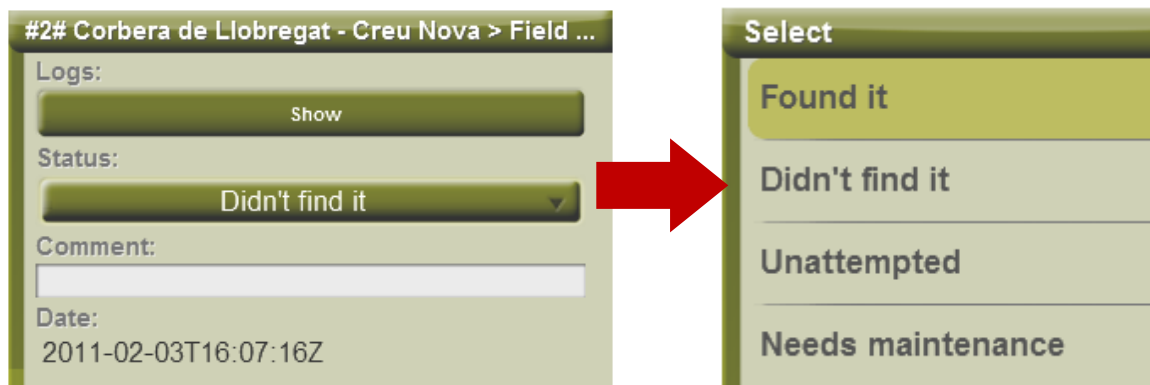 #2# Corbera de Llobregat - Creu Nova > Field ...
Logs:
Show
Status:
Didn't find it
Comment:
Date:
2011-02-03T16:07:16Z
Select
Found it
Didn't find it
Unattempted
Needs maintenance